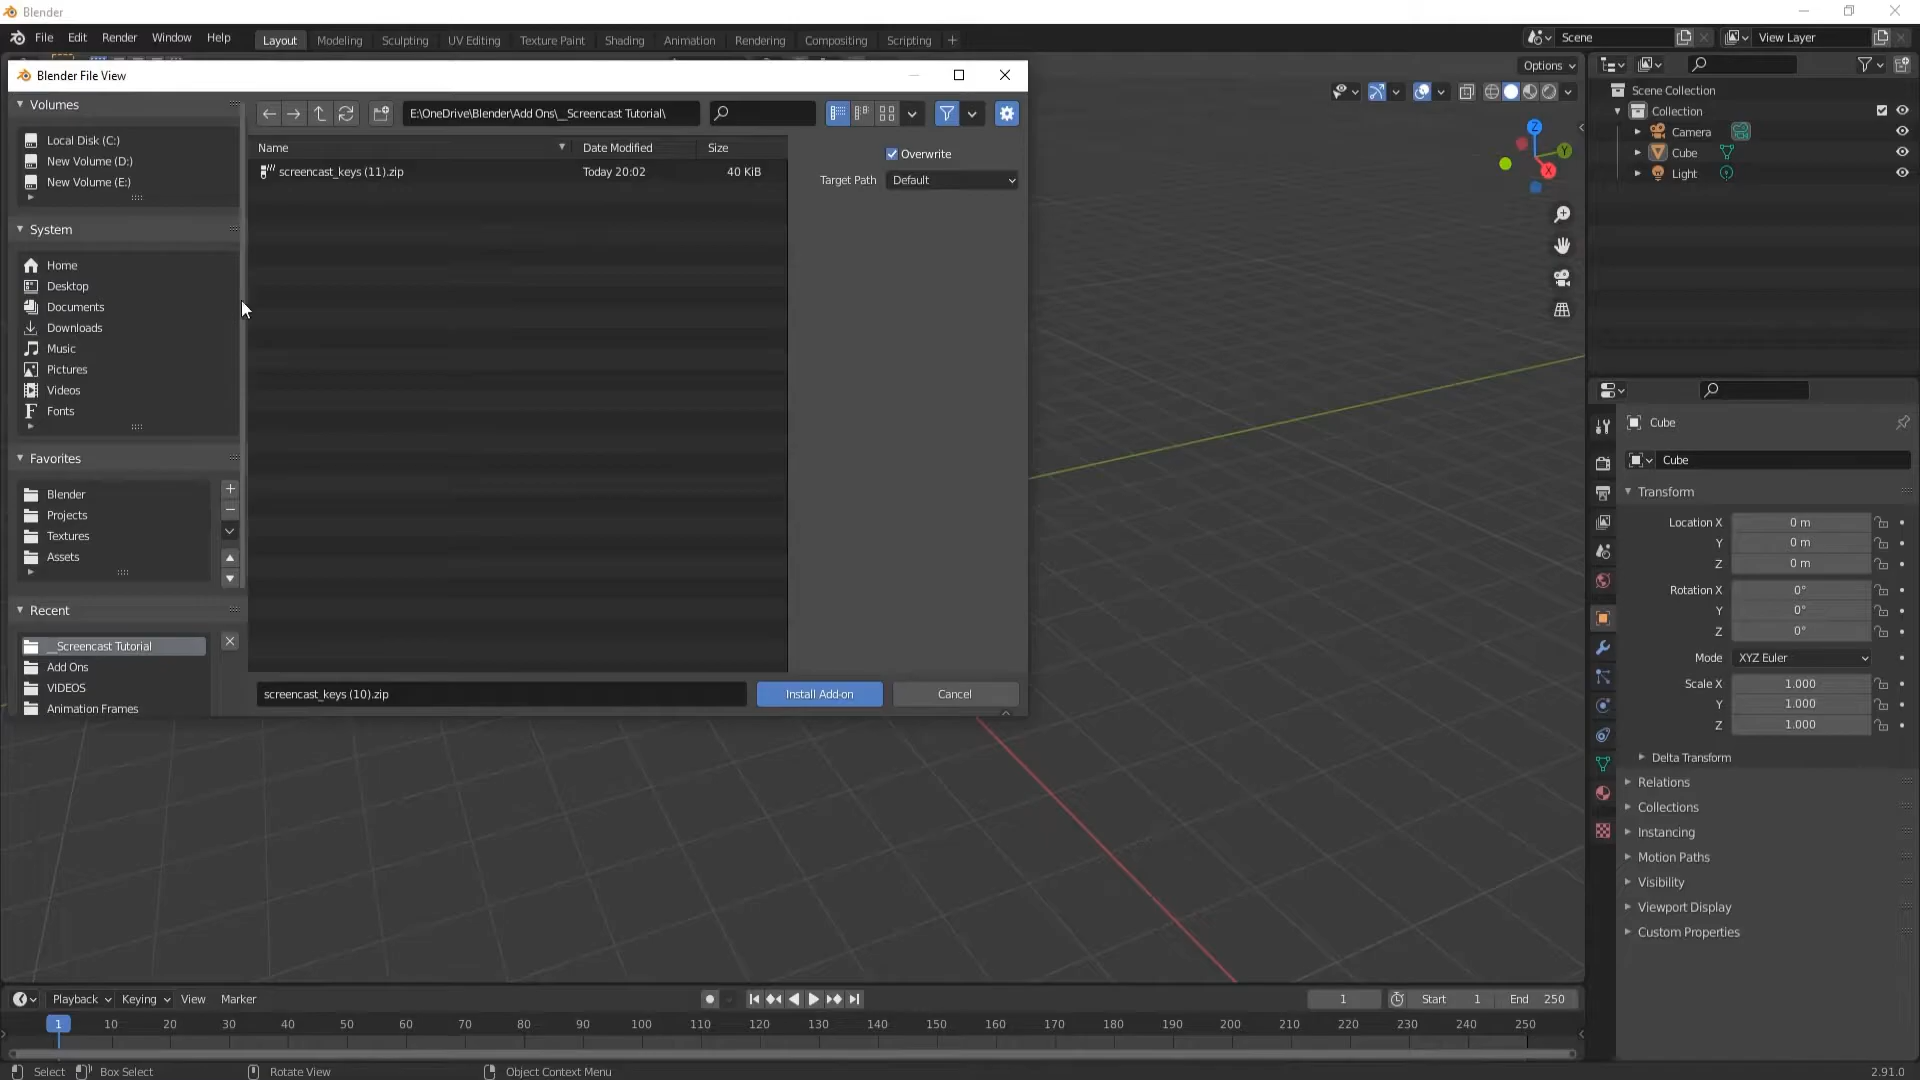 Blender
File Edit Render Window Help
Layout Modeling Sculpting UV Editing Texture Paint Shading Animation Rendering Compositing Scripting +
Scene
View Layer
Options
Blender File View
Volumes
Local Disk (C:)
New Volume (D:)
New Volume (E:)
System
Home
Desktop
Documents
Downloads
Music
Pictures
Videos
Fonts
Favorites
Blender
Projects
Textures
Assets
Recent
__Screencast Tutorial
Add Ons
VIDEOS
Animation Frames
E:\OneDrive\Blender\Add Ons\__Screencast Tutorial\
Name Date Modified Size
screencast_keys (11).zip Today 20:02 40 KiB
Overwrite
Target Path Default
screencast_keys (10).zip
Install Add-on
Cancel
Z
Y
X
Scene Collection
Collection
Camera
Cube
Light
Cube
Cube
Transform
Location X 0 m
Y 0 m
Z 0 m
Rotation X 0°
Y 0°
Z 0°
Mode XYZ Euler
Scale X 1.000
Y 1.000
Z 1.000
Delta Transform
Relations
Collections
Instancing
Motion Paths
Visibility
Viewport Display
Custom Properties
Playback Keying View Marker
1 Start 1 End 250
1 10 20 30 40 50 60 70 80 90 100 110 120 130 140 150 160 170 180 190 200 210 220 230 240 250
Select Box Select Rotate View Object Context Menu 2.91.0